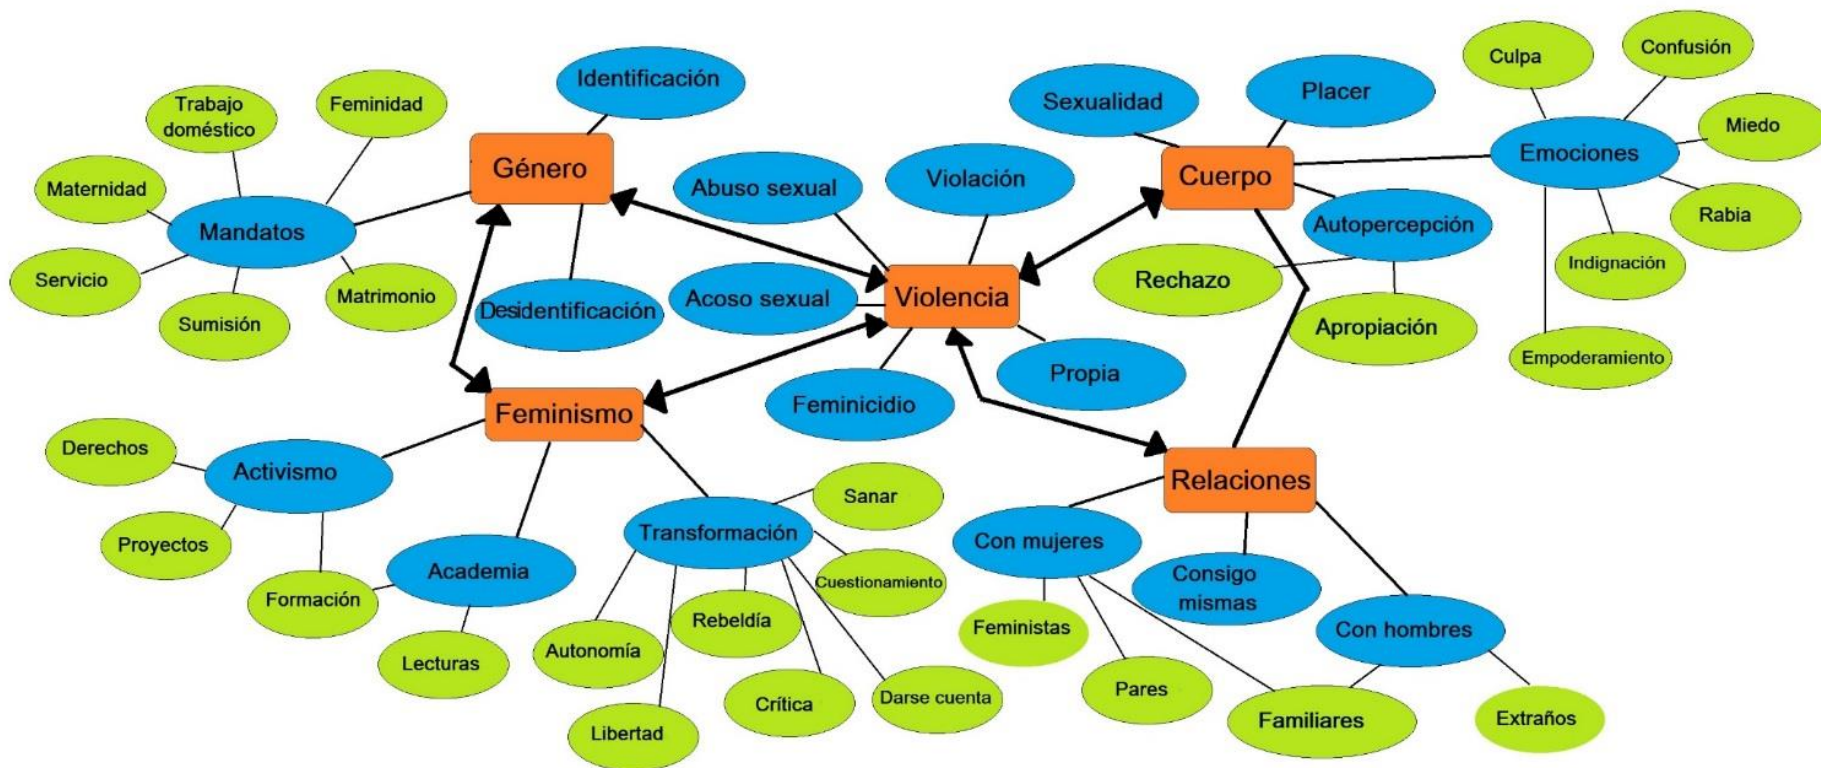 Identificación
Trabajo
doméstico
Feminidad
Género
Maternidad
Mandatos
Servicio
Sumisión
Matrimonio
Desidentificación
Abuso sexual
Violación
Acoso sexual
Violencia
Feminicidio
Propia
Sexualidad
Placer
Cuerpo
Culpa
Confusión
Emociones
Miedo
Rabia
Autopercepción
Indignación
Rechazo
Apropiación
Empoderamiento
Feminismo
Derechos
Activismo
Proyectos
Formación
Academia
Lecturas
Transformación
Sanar
Cuestionamiento
Rebeldía
Autonomía
Libertad
Crítica
Darse cuenta
Relaciones
Con mujeres
Consigo
mismas
Con hombres
Feministas
Pares
Familiares
Extraños